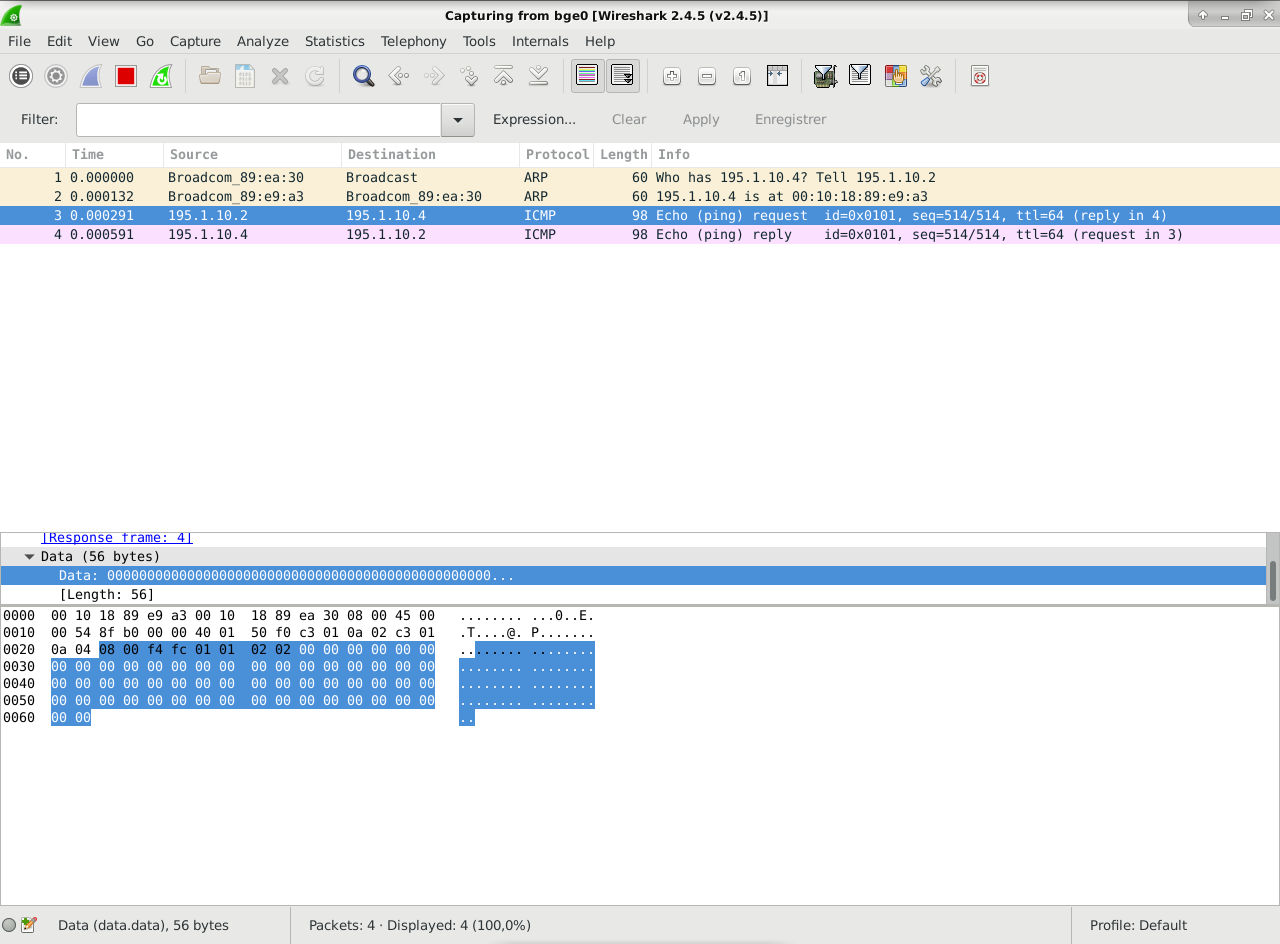 Capturing from bge0 [Wireshark 2.4.5 (v2.4.5)]
File Edit View Go Capture Analyze Statistics Telephony Tools Internals Help
Filter: Expression... Clear Apply Enregistrer
No. Time Source Destination Protocol Length Info
1 0.000000 Broadcom_89:ea:30 Broadcast ARP 60 Who has 195.1.10.4? Tell 195.1.10.2
2 0.000132 Broadcom_89:e9:a3 Broadcom_89:ea:30 ARP 60 195.1.10.4 is at 00:10:18:89:e9:a3
3 0.000291 195.1.10.2 195.1.10.4 ICMP 98 Echo (ping) request id=0x0101, seq=514/514, ttl=64 (reply in 4)
4 0.000591 195.1.10.4 195.1.10.2 ICMP 98 Echo (ping) reply id=0x0101, seq=514/514, ttl=64 (request in 3)
[Response frame: 4]
Data (56 bytes)
Data: 000000000000000000000000000000000000000000000000...
[Length: 56]
0000 00 10 18 89 e9 a3 00 10 18 89 ea 30 08 00 45 00 ........ ...0..E.
0010 00 54 8f b0 00 00 40 01 50 f0 c3 01 0a 02 c3 01 .T....@. P.......
0020 0a 04 08 00 f4 fc 01 01 02 02 00 00 00 00 00 00 ........ ........
0030 00 00 00 00 00 00 00 00 00 00 00 00 00 00 00 00 ........ ........
0040 00 00 00 00 00 00 00 00 00 00 00 00 00 00 00 00 ........ ........
0050 00 00 00 00 00 00 00 00 00 00 00 00 00 00 00 00 ........ ........
0060 00 00 ..
Data (data.data), 56 bytes Packets: 4 · Displayed: 4 (100,0%) Profile: Default